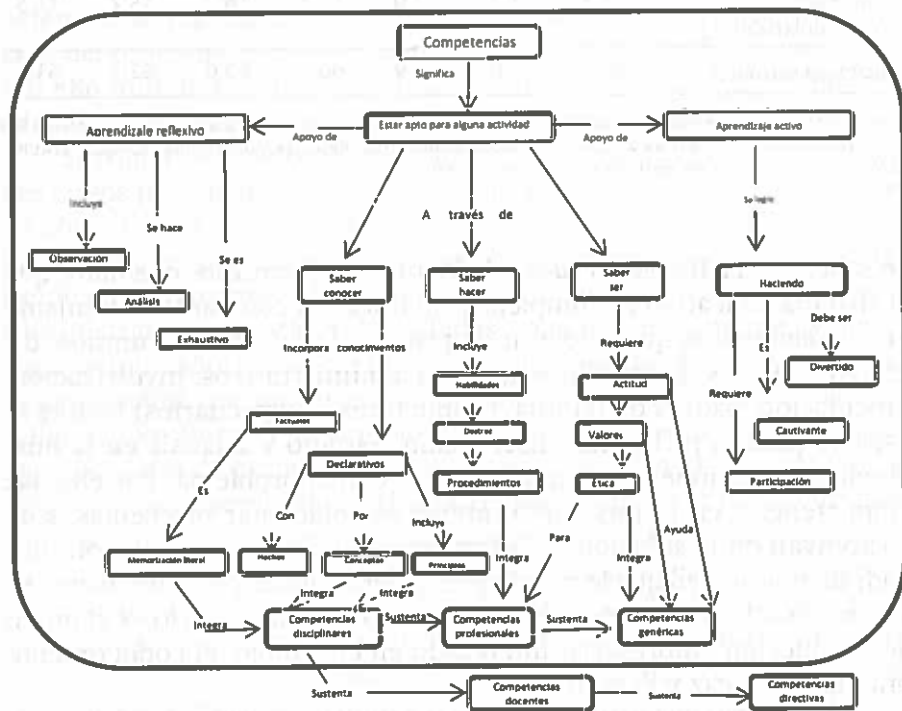 Competencias
Significa
Aprendizaje reflexivo
Apoyo de
Estar apto para alguna actividad
Apoyo de
Aprendizaje activo
Incluye
Se hace
Se es
A través de
Se logra
Observación
Análisis
Exhaustivo
Saber
conocer
Saber
hacer
Saber
ser
Haciendo
Debe ser
Incorpora conocimientos
Incluye
Requiere
Requiere
Es
Divertido
Habilidades
Actitud
Factuales
Destrezas
Valores
Cautivante
Declarativos
Procedimientos
Ética
Participación
Es
Con
Por
Incluye
Para
Ayuda
Memorización literal
Hechos
Conceptos
Principios
Integra
Integra
Integra
Integra
Integra
Competencias
disciplinares
Sustenta
Competencias
profesionales
Sustenta
Competencias
genéricas
Sustenta
Competencias
docentes
Sustenta
Competencias
directivas